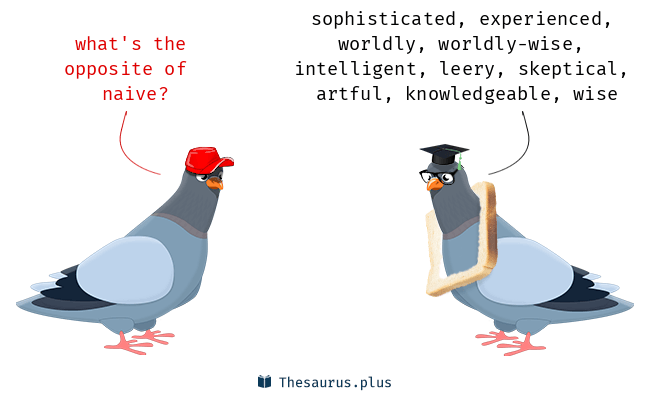 what's the
opposite of
naive?
sophisticated, experienced,
worldly, worldly-wise,
intelligent, leery, skeptical,
artful, knowledgeable, wise
Thesaurus.plus